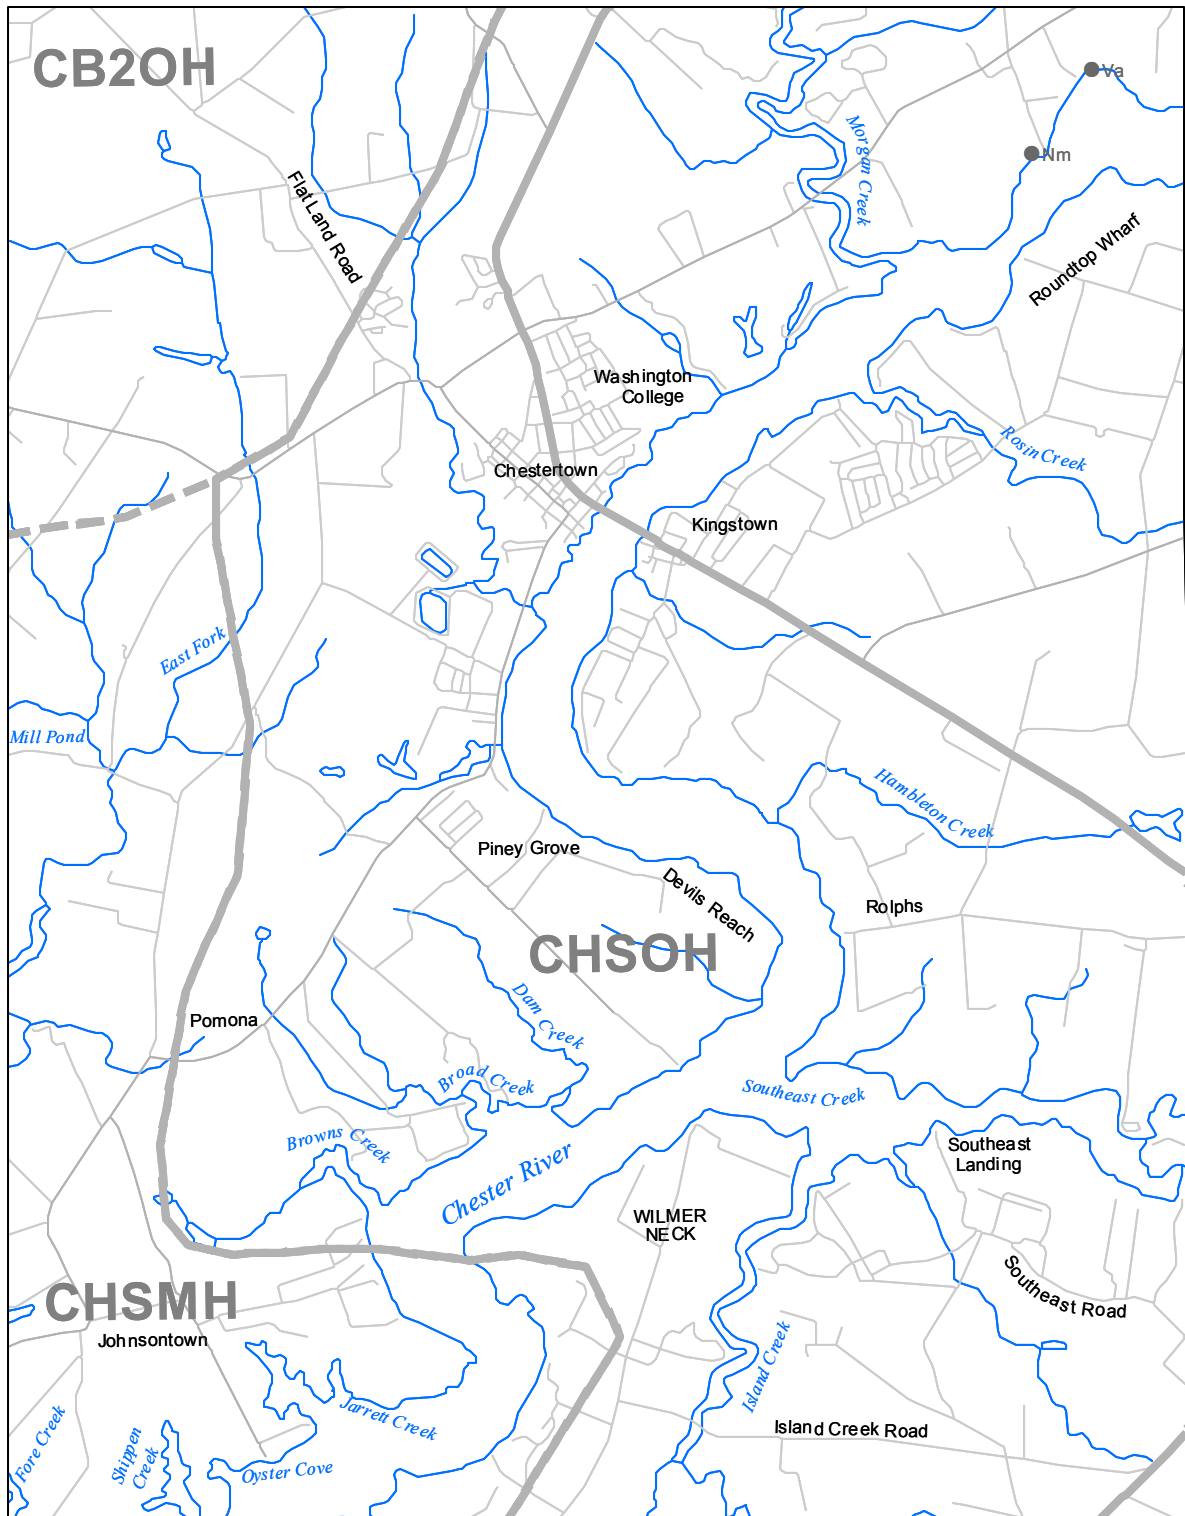 CB2OH
Va
Nm
Morgan Creek
Flat Land Road
Roundtop Wharf
Washington
College
Rosin Creek
Chestertown
Kingstown
East Fork
Mill Pond
Hambleton Creek
Piney Grove
Devils Reach
Rolphs
CHSOH
Dam Creek
Pomona
Broad Creek
Southeast Creek
Browns Creek
Southeast
Landing
Chester River
WILMER
NECK
Southeast Road
CHSMH
Johnsontown
Island Creek
Jarrett Creek
Island Creek Road
Fore Creek
Shippen
Creek
Oyster Cove